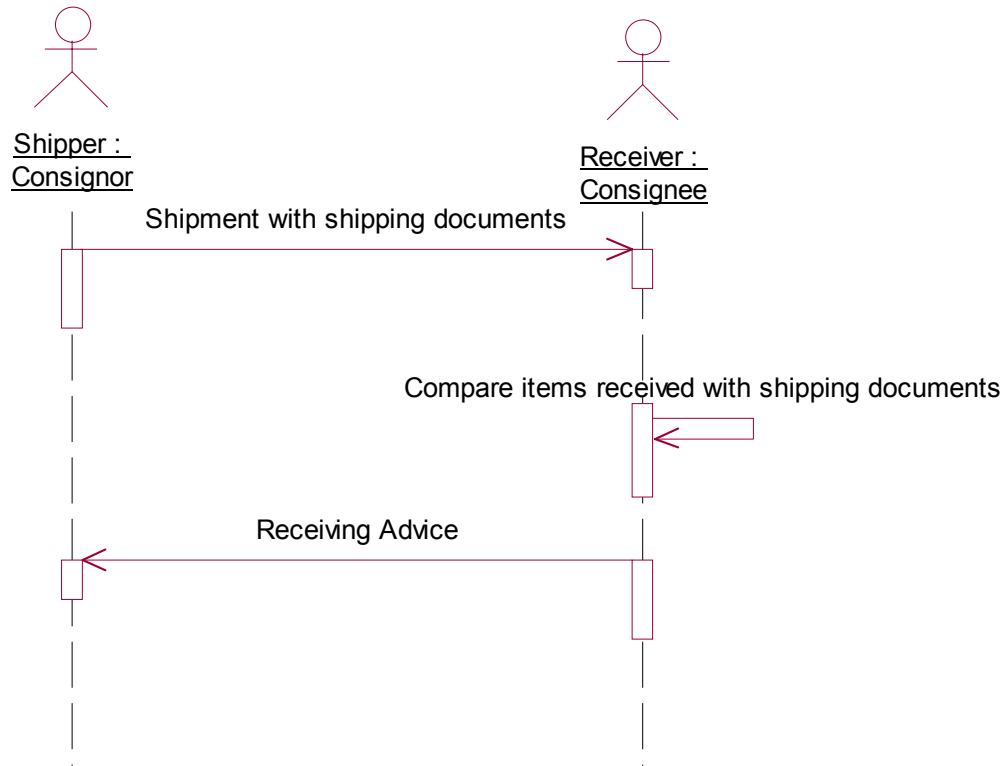 Shipper :
Consignor
Receiver :
Consignee
Shipment with shipping documents
Compare items received with shipping documents
Receiving Advice